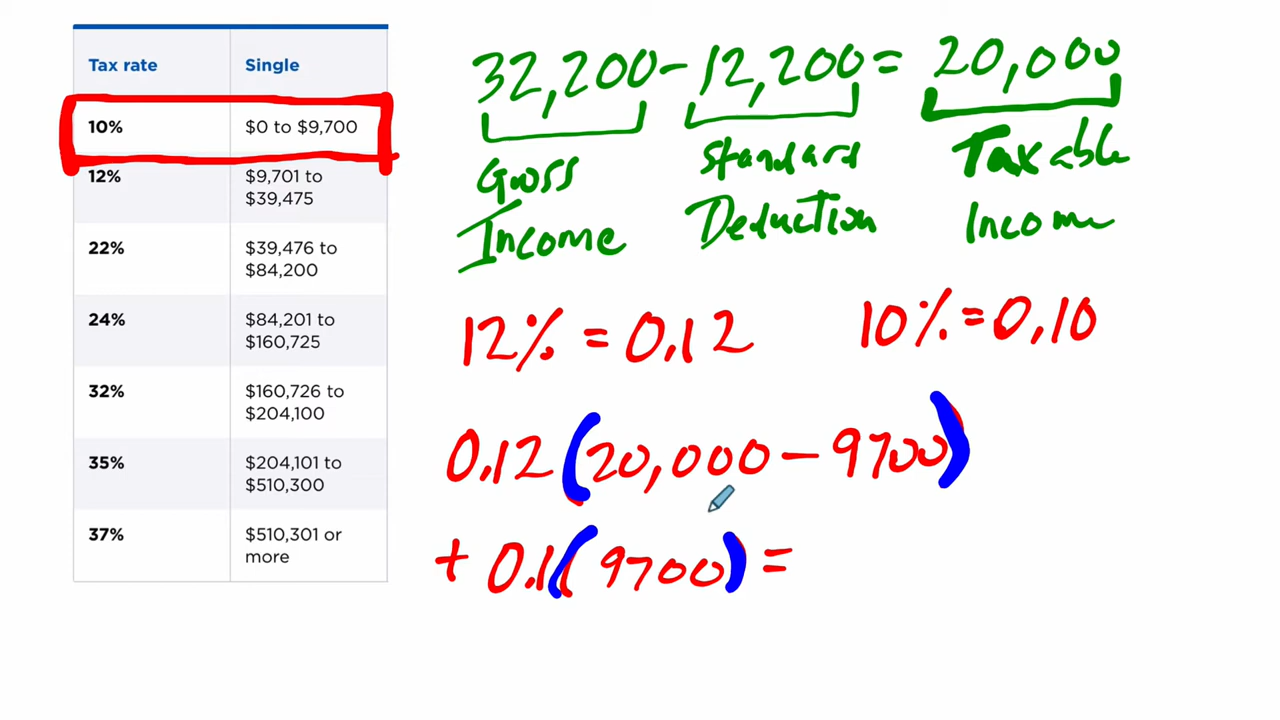 Tax rate Single
10% $0 to $9,700
12% $9,701 to
$39,475
22% $39,476 to
$84,200
24% $84,201 to
$160,725
32% $160,726 to
$204,100
35% $204,101 to
$510,300
37% $510,301 or
more
32,200 - 12,200 = 20,000
Gross Standard Taxable
Income Deduction Income
12% = 0.12 10% = 0.10
0.12 (20,000 - 9700)
+ 0.1(9700) =